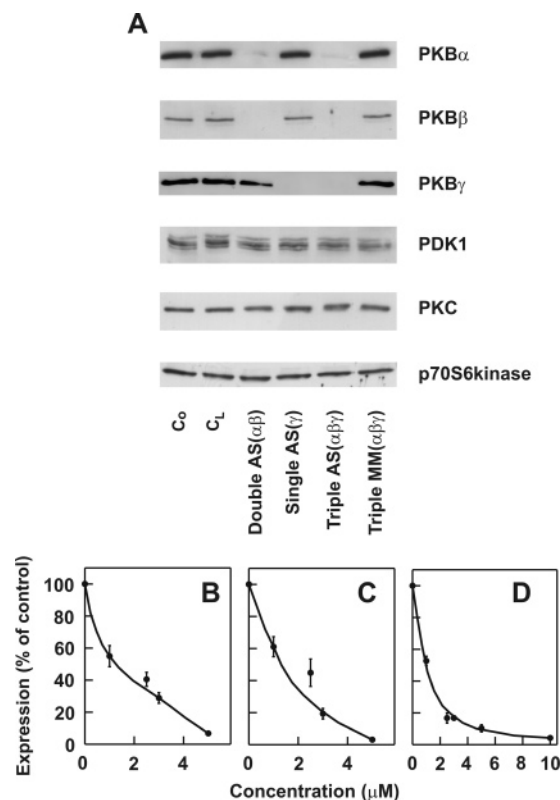 A
PKBα
PKBβ
PKBγ
PDK1
PKC
p70S6kinase
Co
CL
Double AS(αβ)
Single AS(γ)
Triple AS(αβγ)
Triple MM(αβγ)
B
C
D
Expression (% of control)
100
80
60
40
20
0
0 2 4
0 2 4
0 2 4 6 8 10
Concentration (μM)